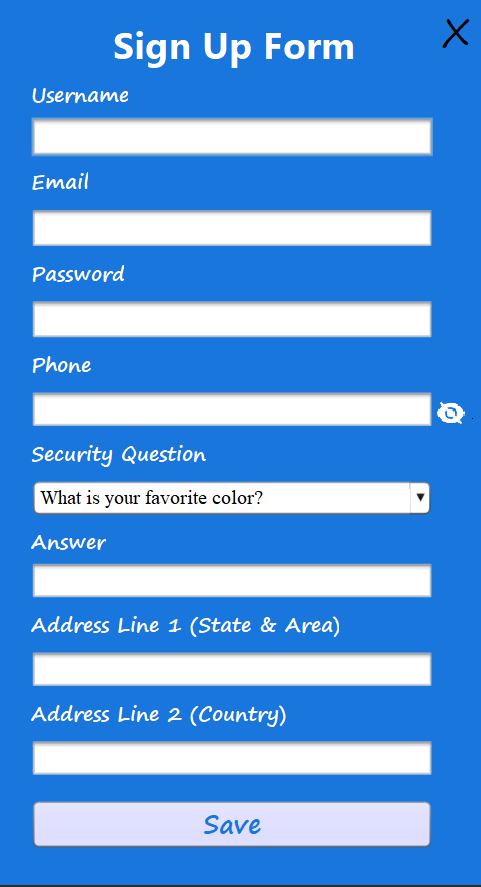 Sign Up Form
Username
Email
Password
Phone
Security Question
What is your favorite color?
Answer
Address Line 1 (State & Area)
Address Line 2 (Country)
Save